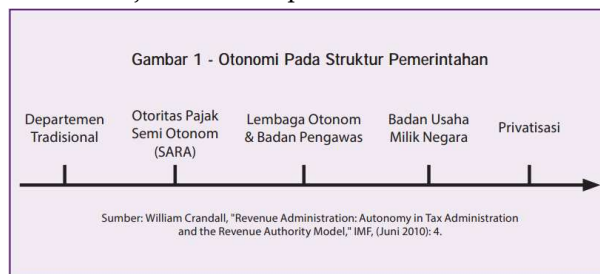 Gambar 1 - Otonomi Pada Struktur Pemerintahan
Departemen
Tradisional
Otoritas Pajak
Semi Otonom
(SARA)
Lembaga Otonom
& Badan Pengawas
Badan Usaha
Milik Negara
Privatisasi
Sumber: William Crandall, "Revenue Administration: Autonomy in Tax Administration
and the Revenue Authority Model," IMF, (Juni 2010): 4.